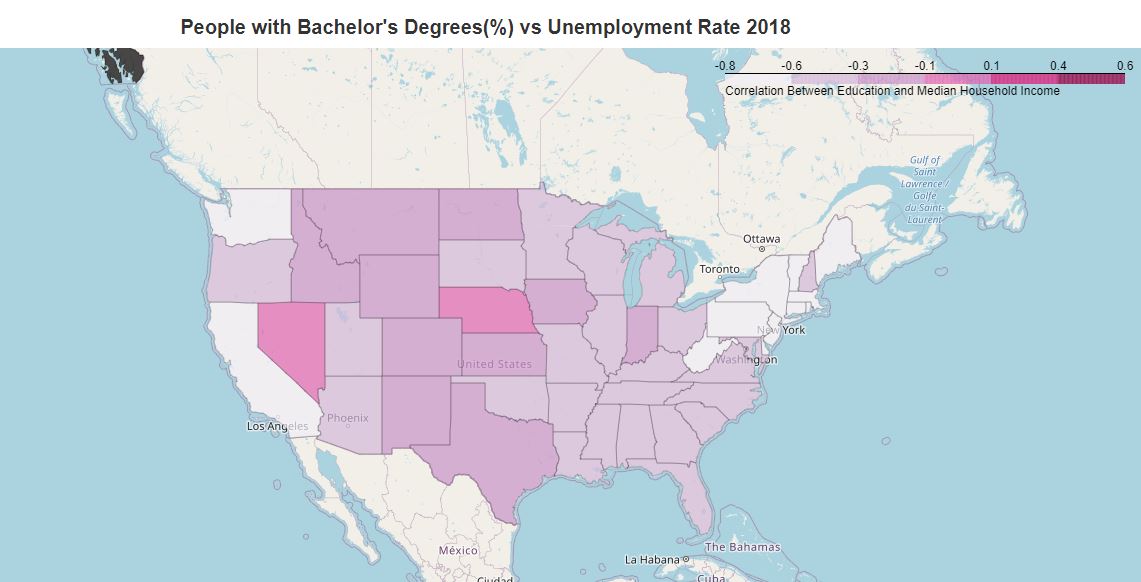 People with Bachelor's Degrees(%) vs Unemployment Rate 2018
-0.8 -0.6 -0.3 -0.1 0.1 0.4 0.6
Correlation Between Education and Median Household Income
Gulf of
Saint
Lawrence /
Golfe
du Saint-
Laurent
Ottawa
Toronto
New York
Washington
United States
Phoenix
Los Angeles
México
The Bahamas
La Habana
Ciudad
Cuba